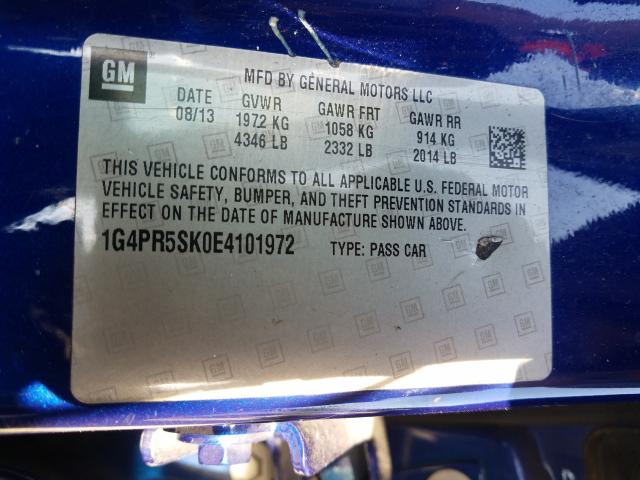 GM
MFD BY GENERAL MOTORS LLC
DATE GVWR GAWR FRT GAWR RR
08/13 1972 KG 1058 KG 914 KG
4346 LB 2332 LB 2014 LB
THIS VEHICLE CONFORMS TO ALL APPLICABLE U.S. FEDERAL MOTOR
VEHICLE SAFETY, BUMPER, AND THEFT PREVENTION STANDARDS IN
EFFECT ON THE DATE OF MANUFACTURE SHOWN ABOVE.
1G4PR5SK0E4101972 TYPE: PASS CAR